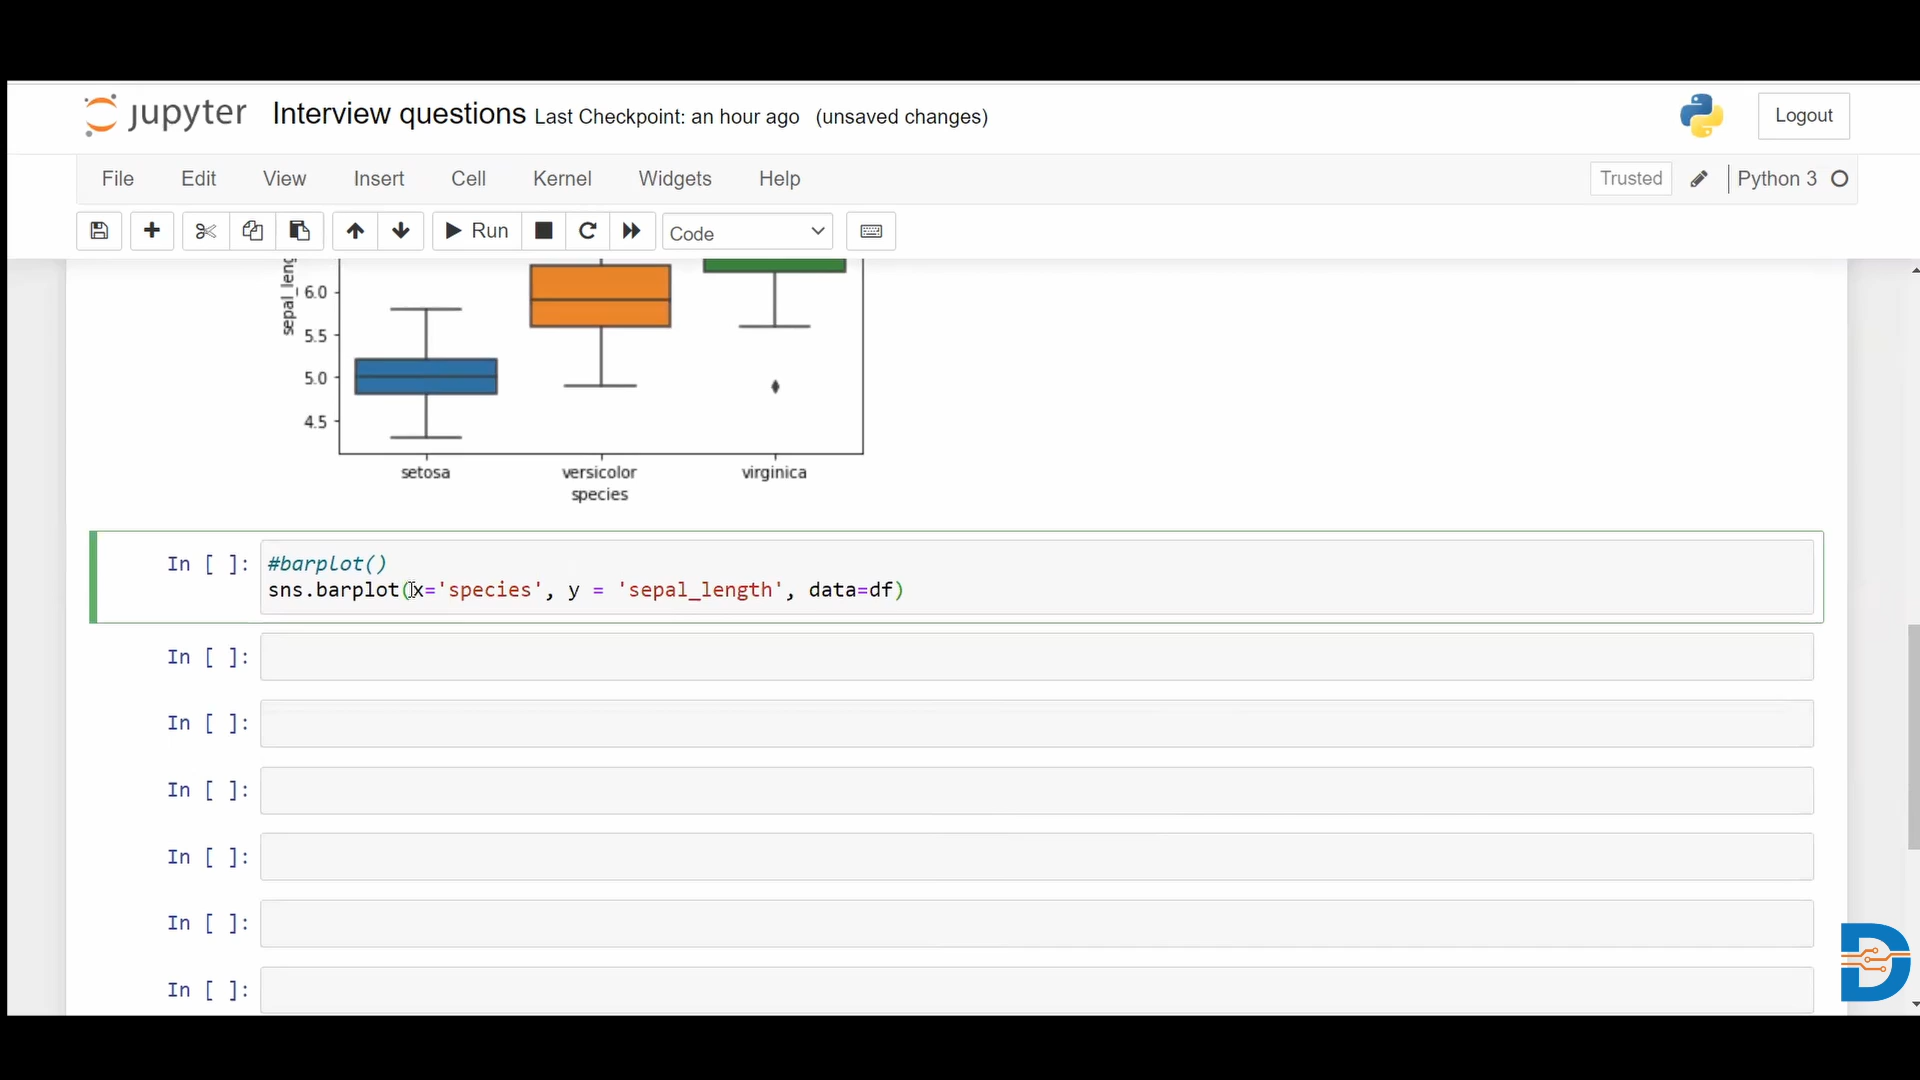 jupyter Interview questions Last Checkpoint: an hour ago (unsaved changes) Logout
File Edit View Insert Cell Kernel Widgets Help Trusted Python 3
Run Code
sepal_leng
6.0
5.5
5.0
4.5
setosa versicolor virginica
species
In [ ]: #barplot()
sns.barplot(x='species', y = 'sepal_length', data=df)
In [ ]:
In [ ]:
In [ ]:
In [ ]:
In [ ]:
In [ ]: